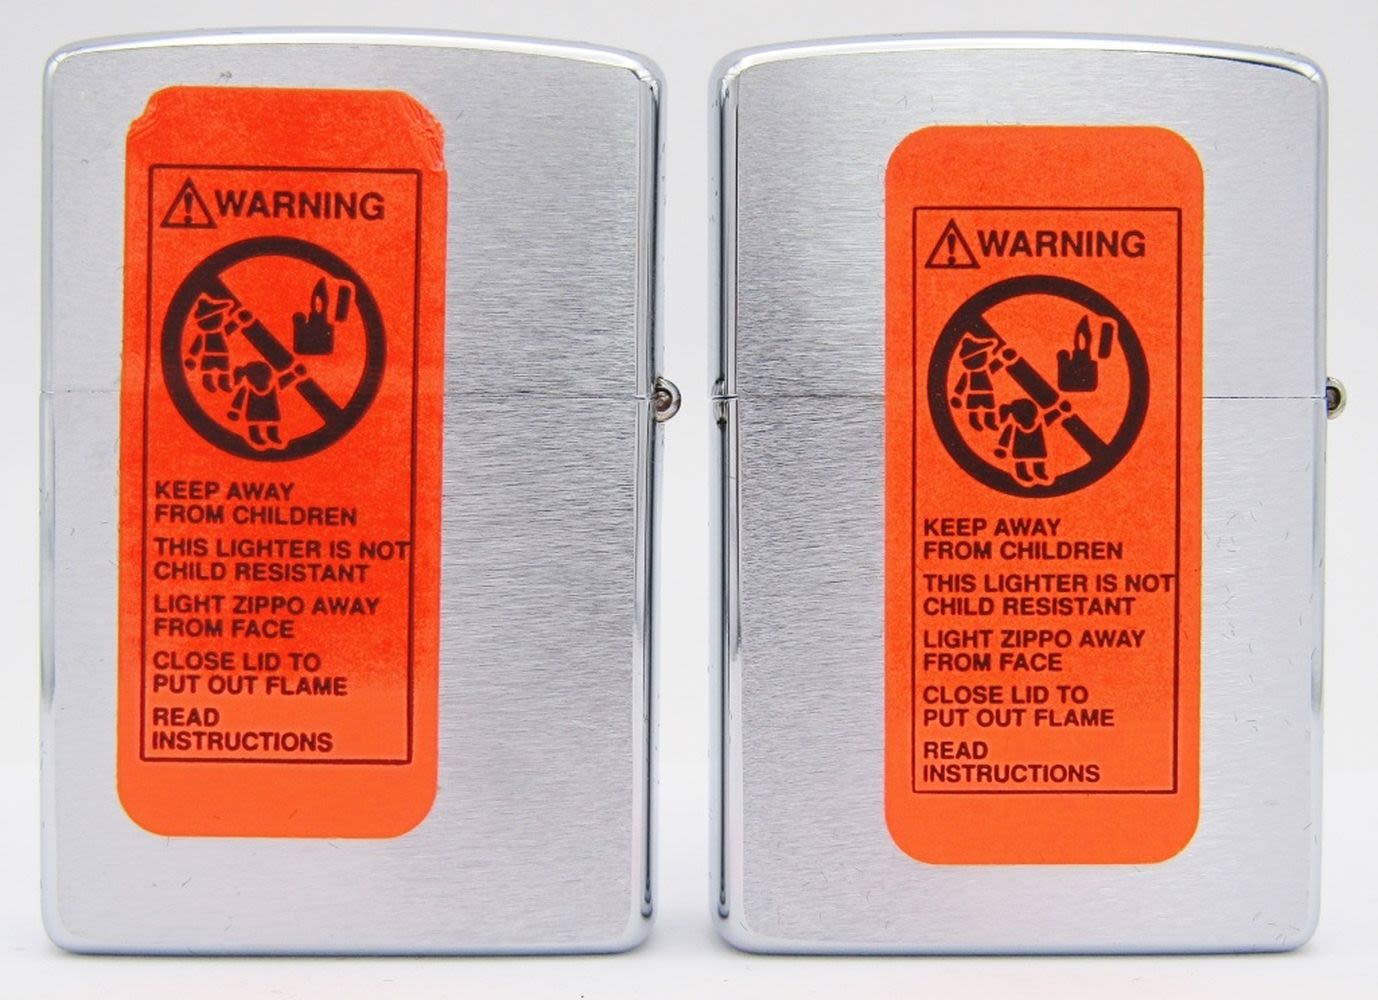 WARNING
KEEP AWAY
FROM CHILDREN
THIS LIGHTER IS NOT
CHILD RESISTANT
LIGHT ZIPPO AWAY
FROM FACE
CLOSE LID TO
PUT OUT FLAME
READ
INSTRUCTIONS
WARNING
KEEP AWAY
FROM CHILDREN
THIS LIGHTER IS NOT
CHILD RESISTANT
LIGHT ZIPPO AWAY
FROM FACE
CLOSE LID TO
PUT OUT FLAME
READ
INSTRUCTIONS